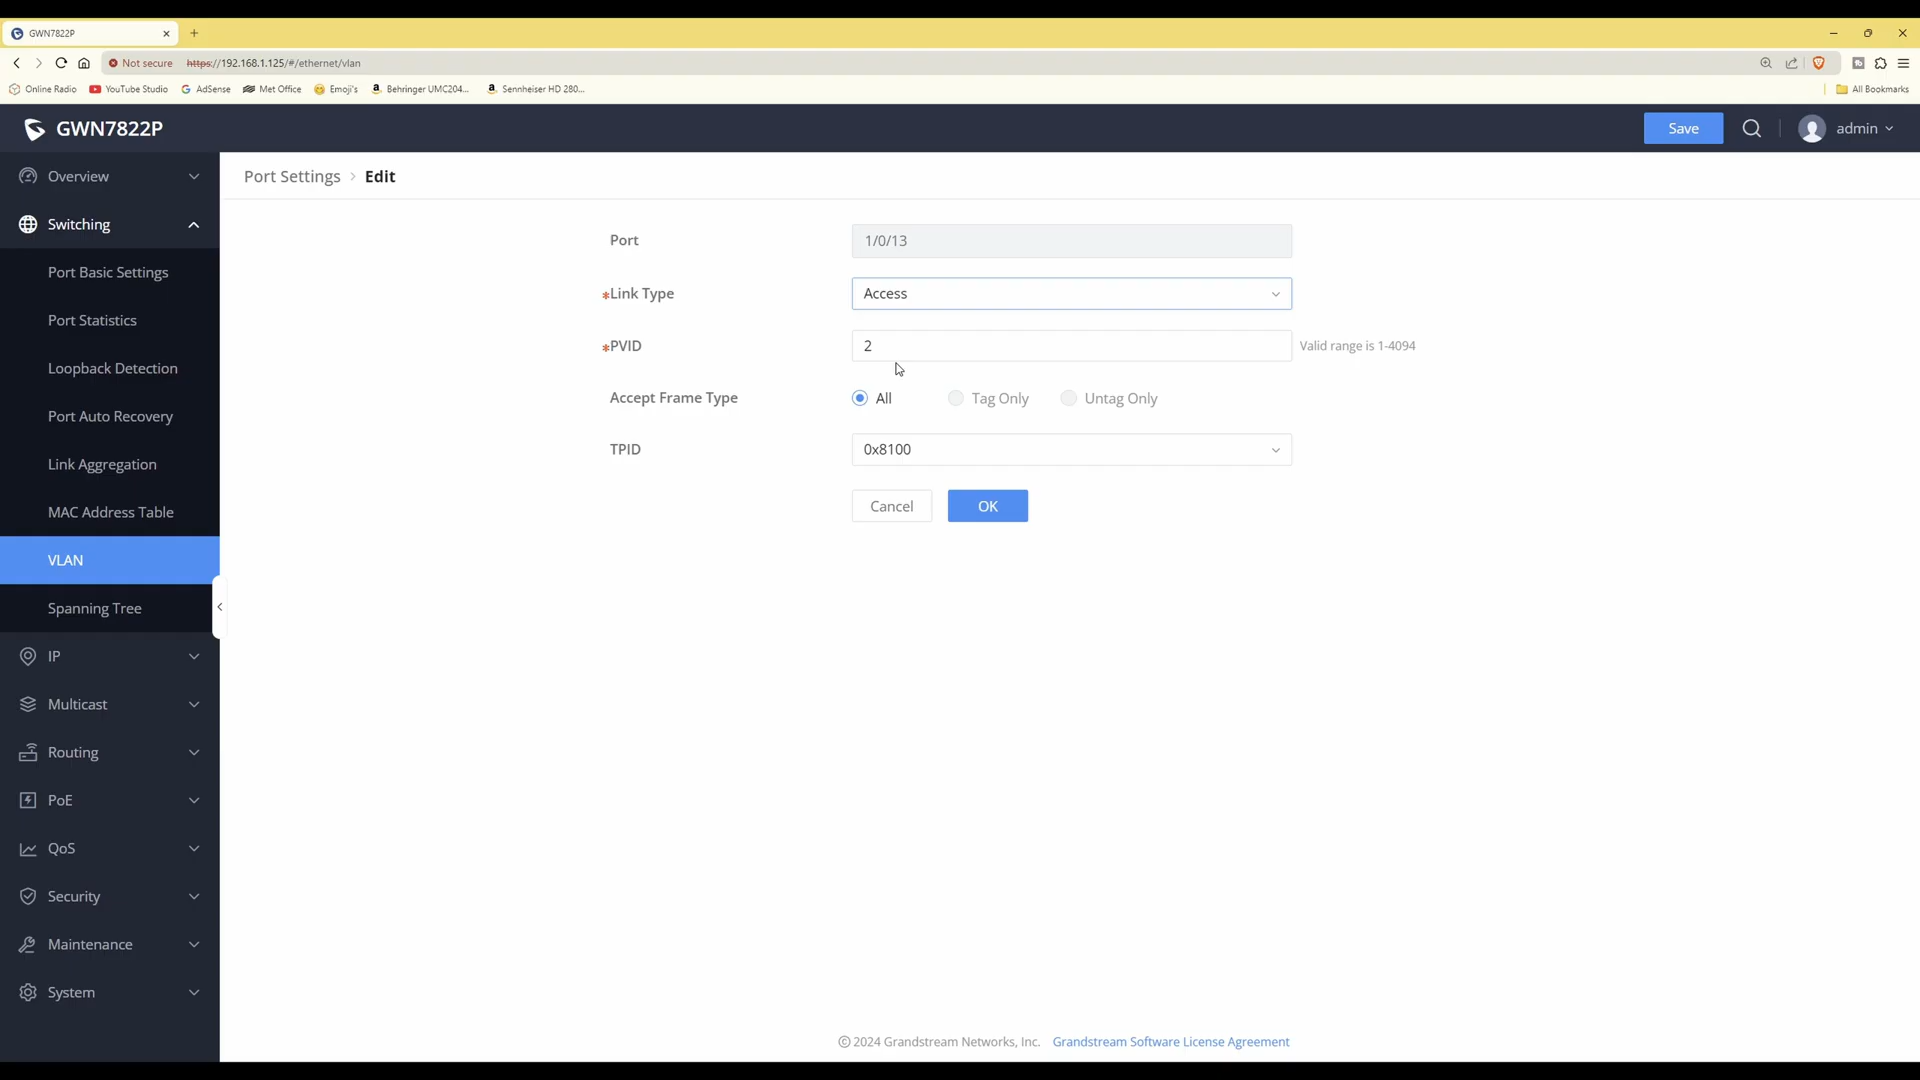 GWN7822P
Not secure https://192.168.1.125/#/ethernet/vlan
Online Radio YouTube Studio AdSense Met Office Emoji's Behringer UMC204... Sennheiser HD 280... All Bookmarks
GWN7822P Save admin
Overview
Switching
Port Basic Settings
Port Statistics
Loopback Detection
Port Auto Recovery
Link Aggregation
MAC Address Table
VLAN
Spanning Tree
IP
Multicast
Routing
PoE
QoS
Security
Maintenance
System
Port Settings > Edit
Port 1/0/13
*Link Type Access
*PVID 2 Valid range is 1-4094
Accept Frame Type All Tag Only Untag Only
TPID 0x8100
Cancel OK
© 2024 Grandstream Networks, Inc. Grandstream Software License Agreement